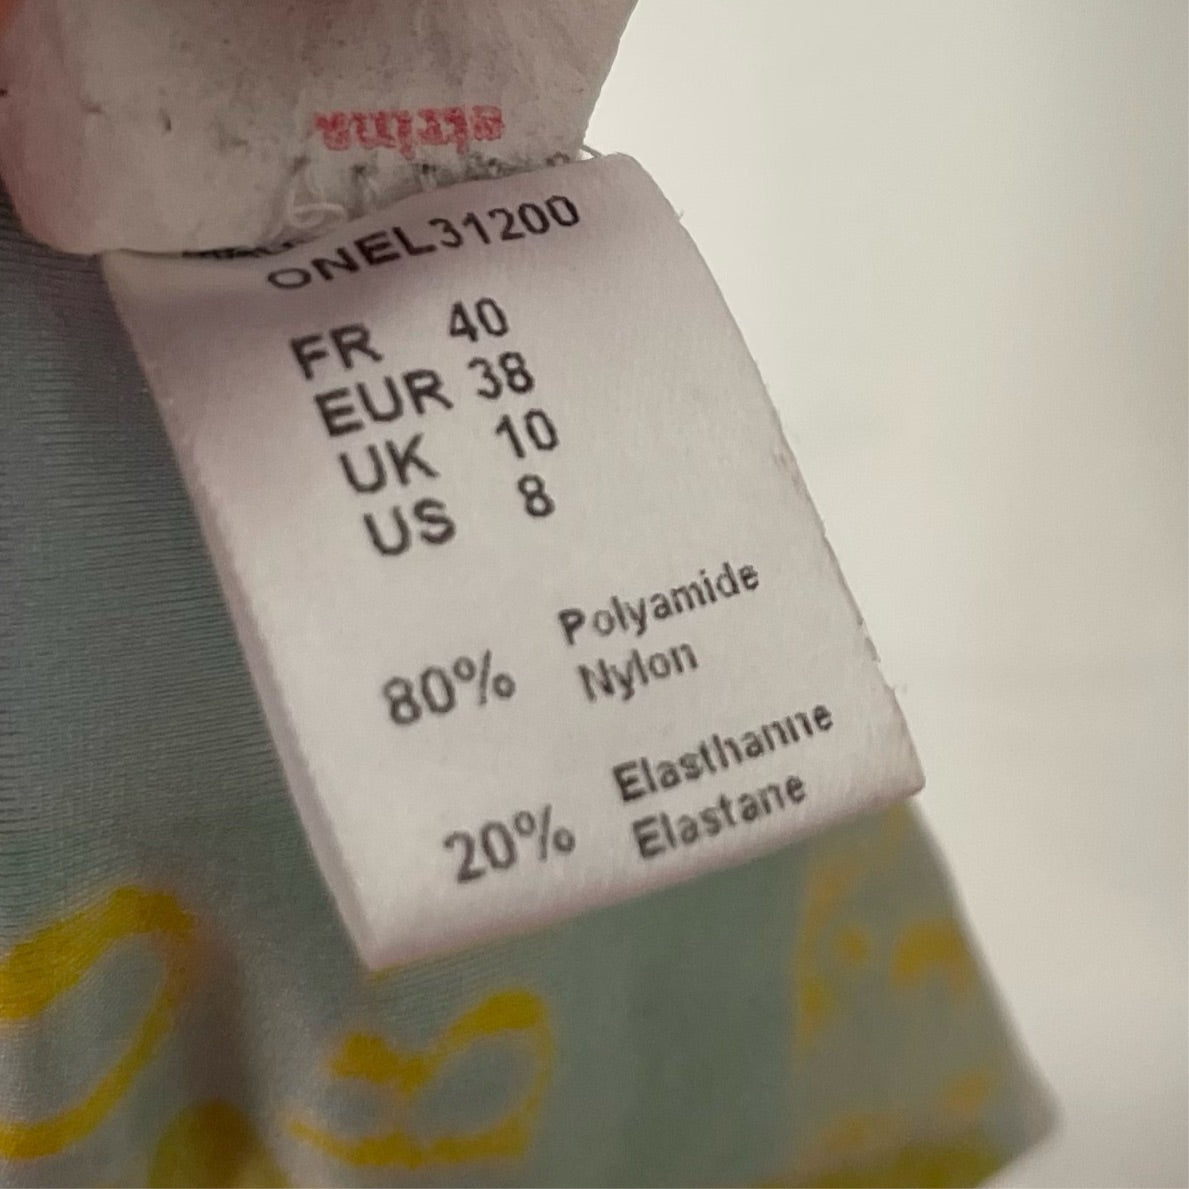 ONEL31200
FR 40
EUR 38
UK 10
US 8
80% Polyamide
Nylon
20% Elasthanne
Elastane